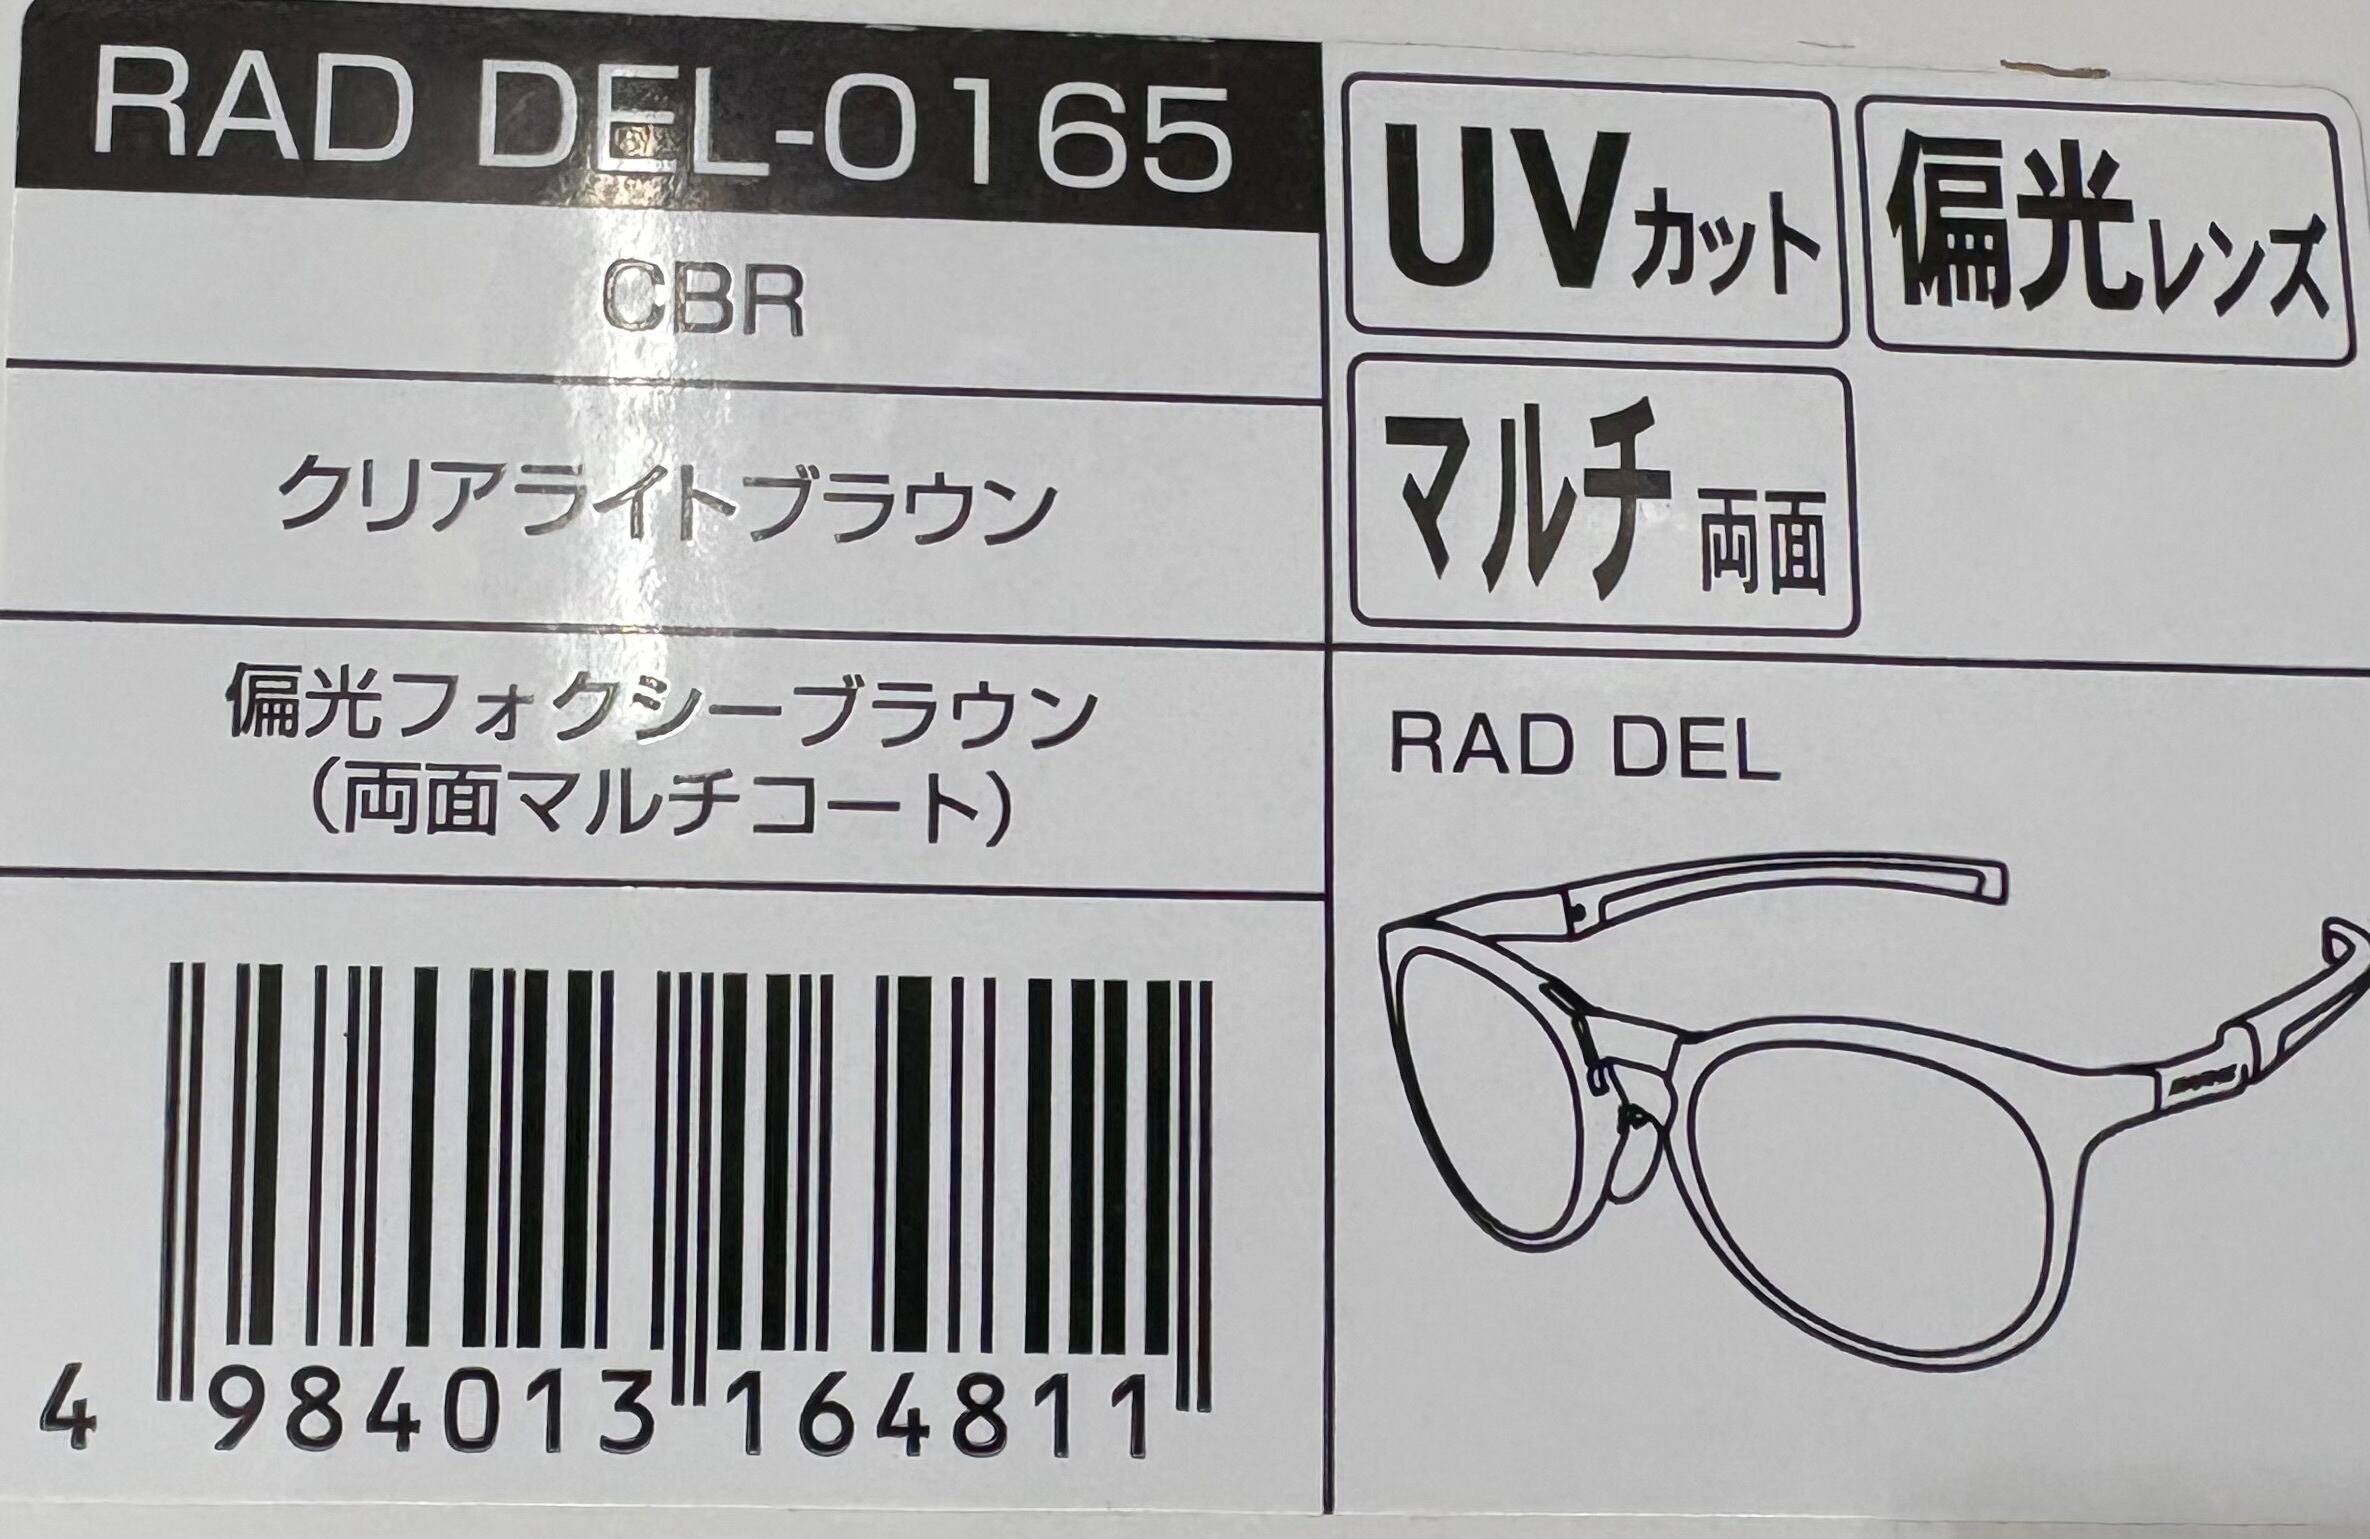 RAD DEL-0165
CBR
クリアライトブラウン
偏光フォクシーブラウン
(両面マルチコート)
4 984013 164811
UVカット
偏光レンズ
マルチ両面
RAD DEL